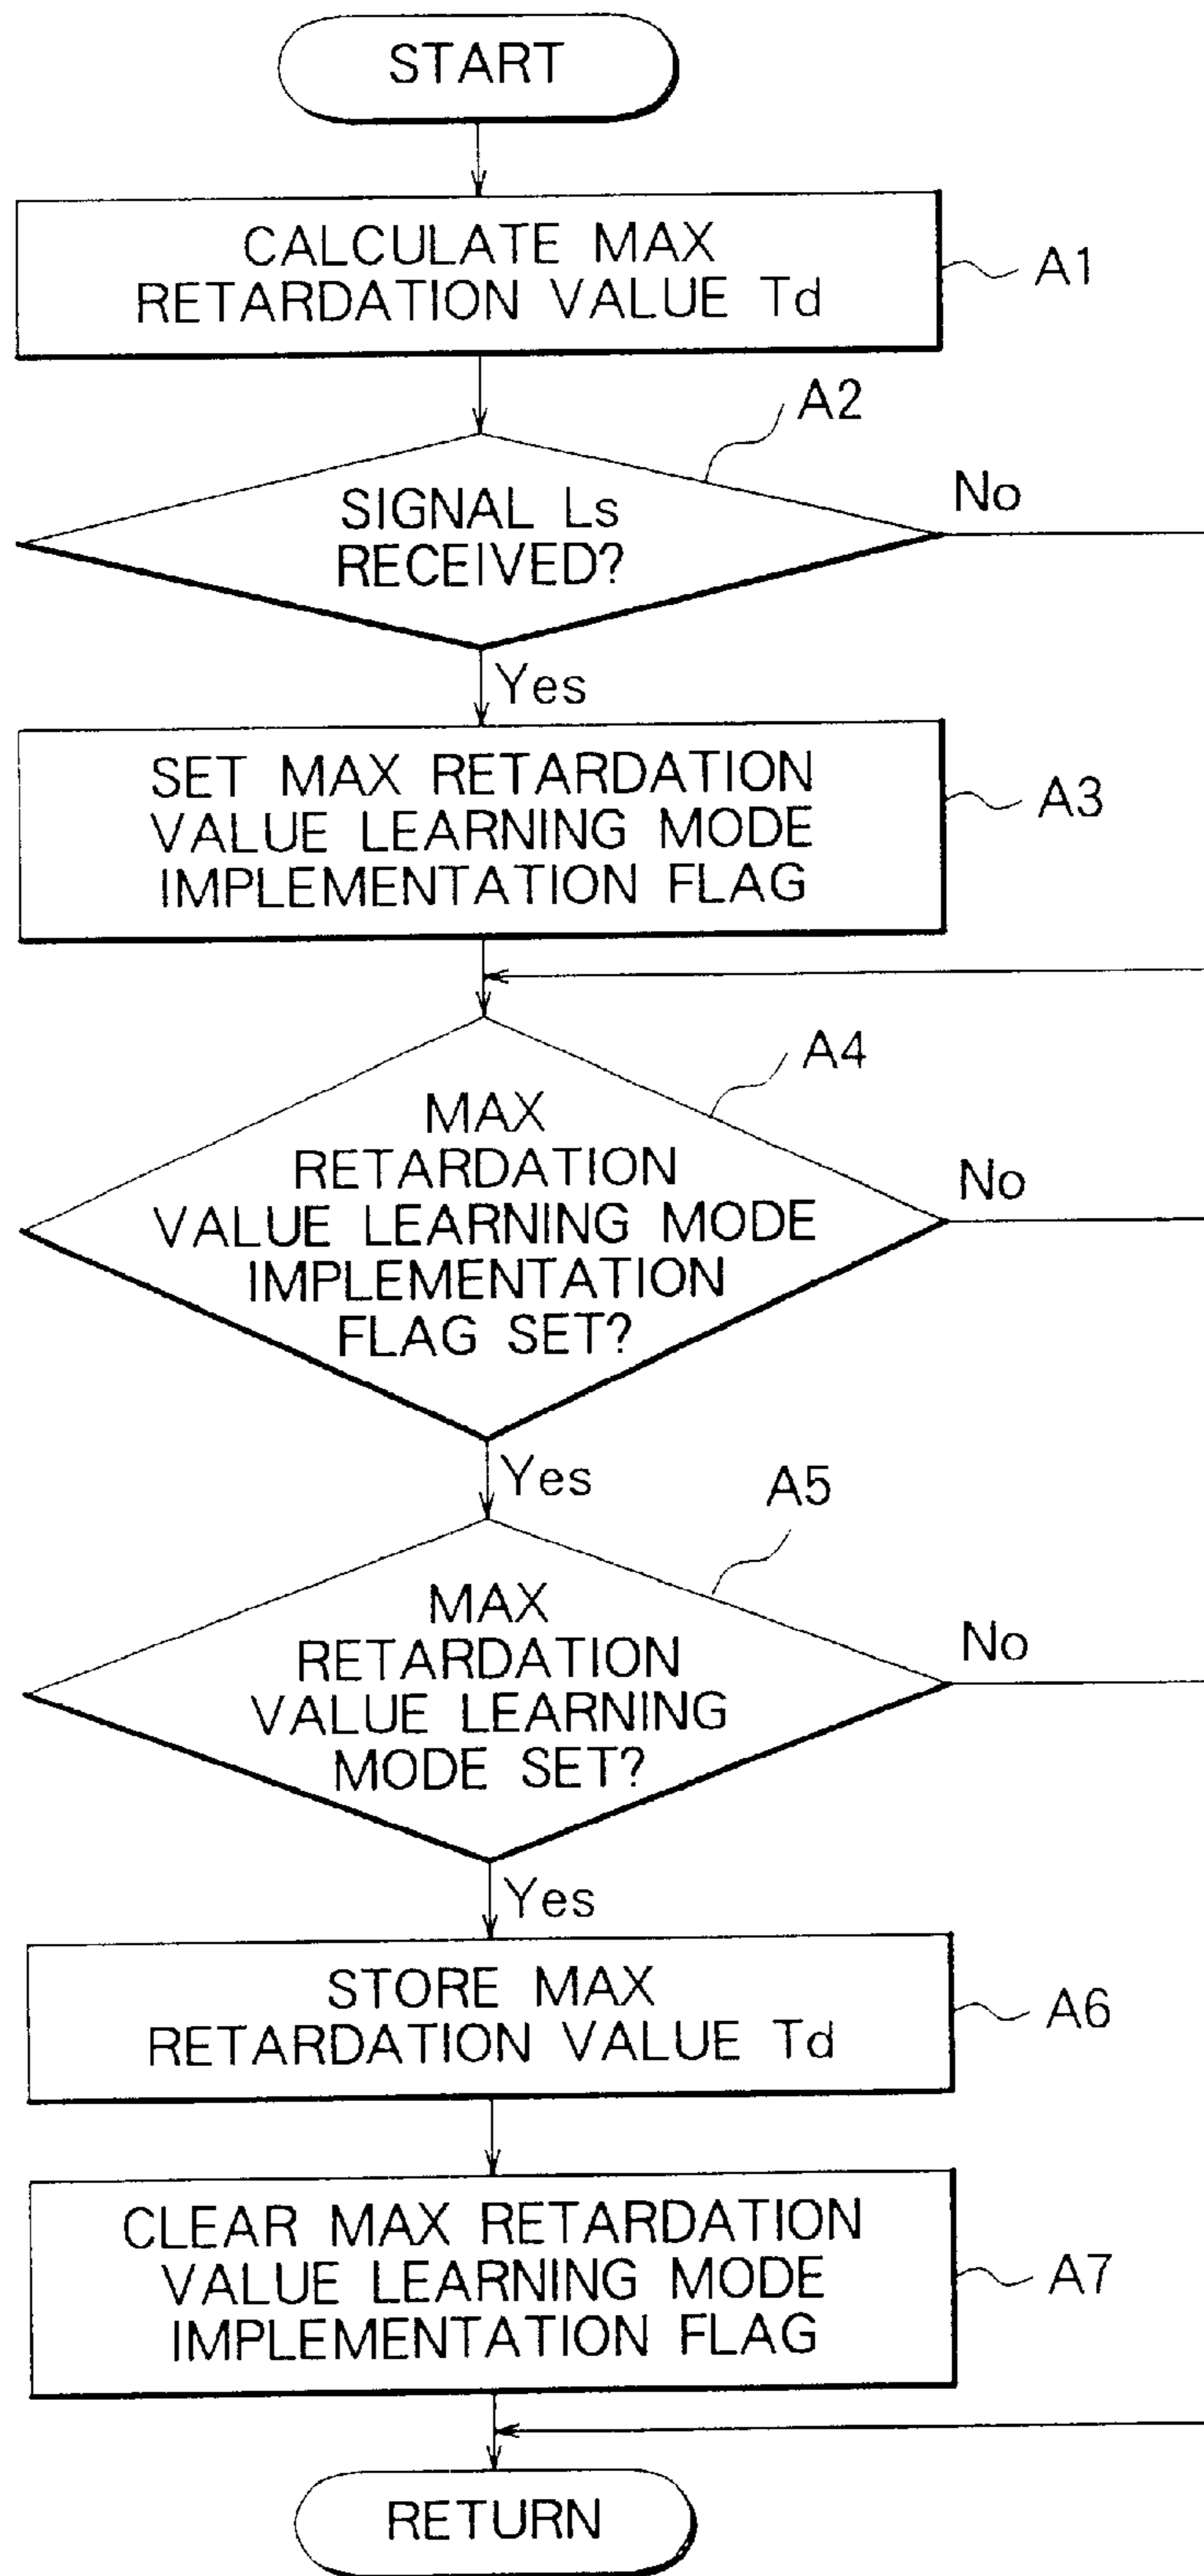 START
CALCULATE MAX
RETARDATION VALUE Td
A1
A2
SIGNAL Ls
RECEIVED?
No
Yes
SET MAX RETARDATION
VALUE LEARNING MODE
IMPLEMENTATION FLAG
A3
A4
MAX
RETARDATION
VALUE LEARNING MODE
IMPLEMENTATION
FLAG SET?
No
Yes
A5
MAX
RETARDATION
VALUE LEARNING
MODE SET?
No
Yes
STORE MAX
RETARDATION VALUE Td
A6
CLEAR MAX RETARDATION
VALUE LEARNING MODE
IMPLEMENTATION FLAG
A7
RETURN